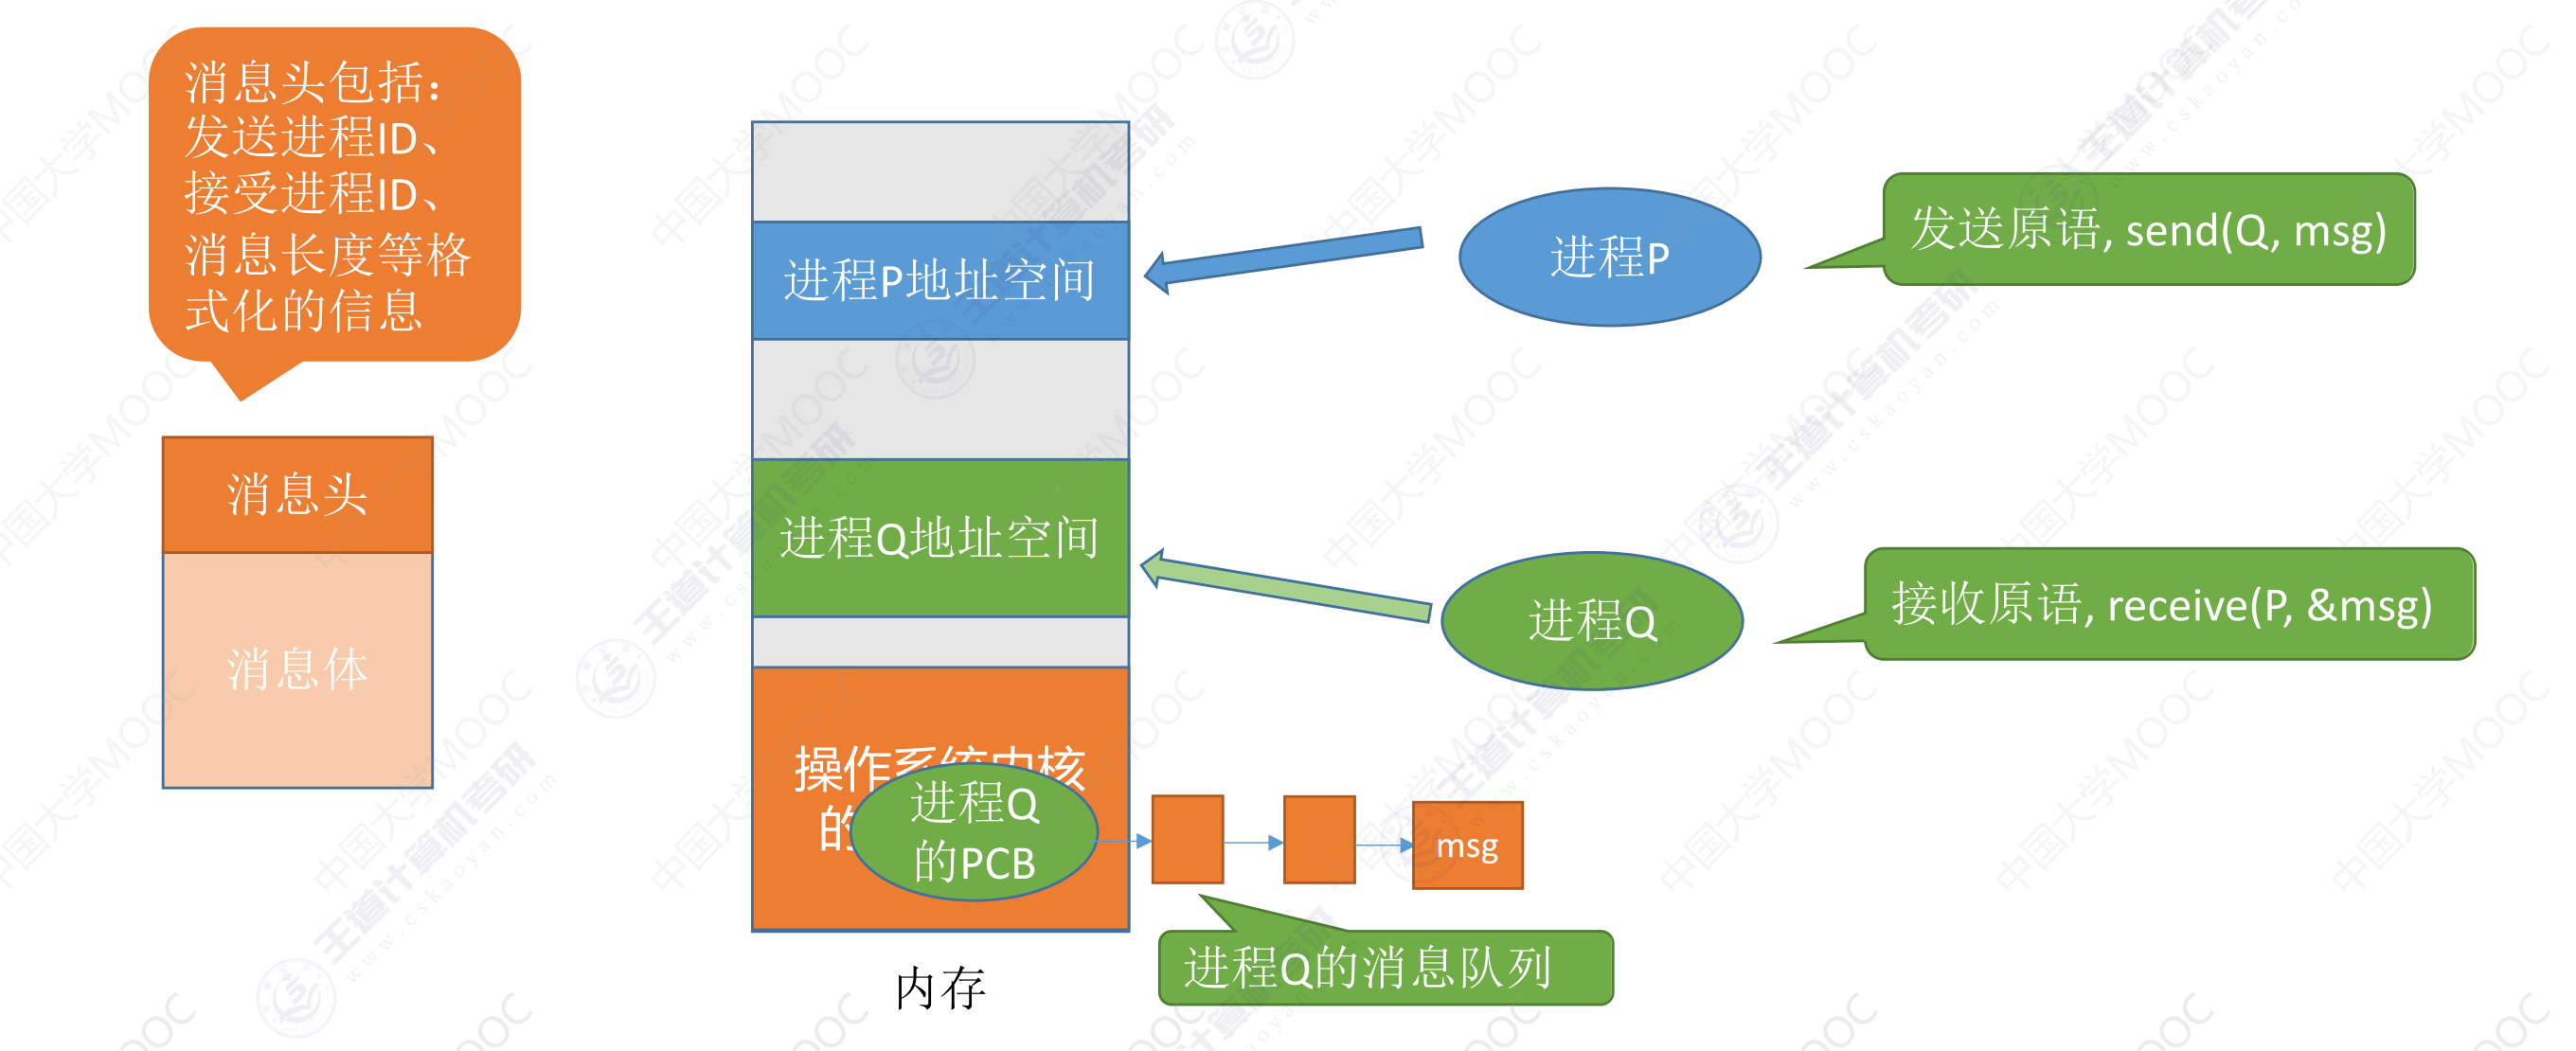 消息头包括：
发送进程ID、
接受进程ID、
消息长度等格
式化的信息
消息头
消息体
进程P地址空间
进程Q地址空间
操作系统内核
的
进程Q
的PCB
msg
进程Q的消息队列
内存
进程P
发送原语, send(Q, msg)
进程Q
接收原语, receive(P, &msg)
中国大学MOOC
王道计算机考研
www.cskaoyan.com